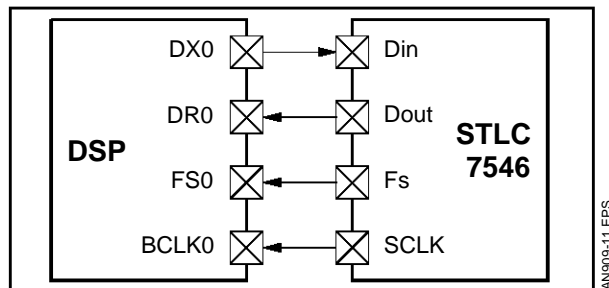 DX0 Din
DR0 Dout
DSP
STLC
7546
FS0 Fs
BCLK0 SCLK
AN909-11.EPS